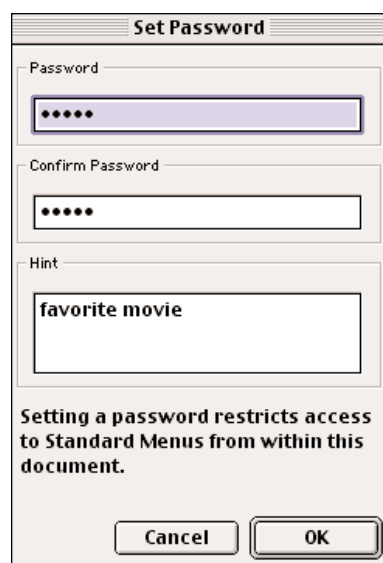 Set Password
Password
•••••
Confirm Password
•••••
Hint
favorite movie
Setting a password restricts access
to Standard Menus from within this
document.
Cancel OK